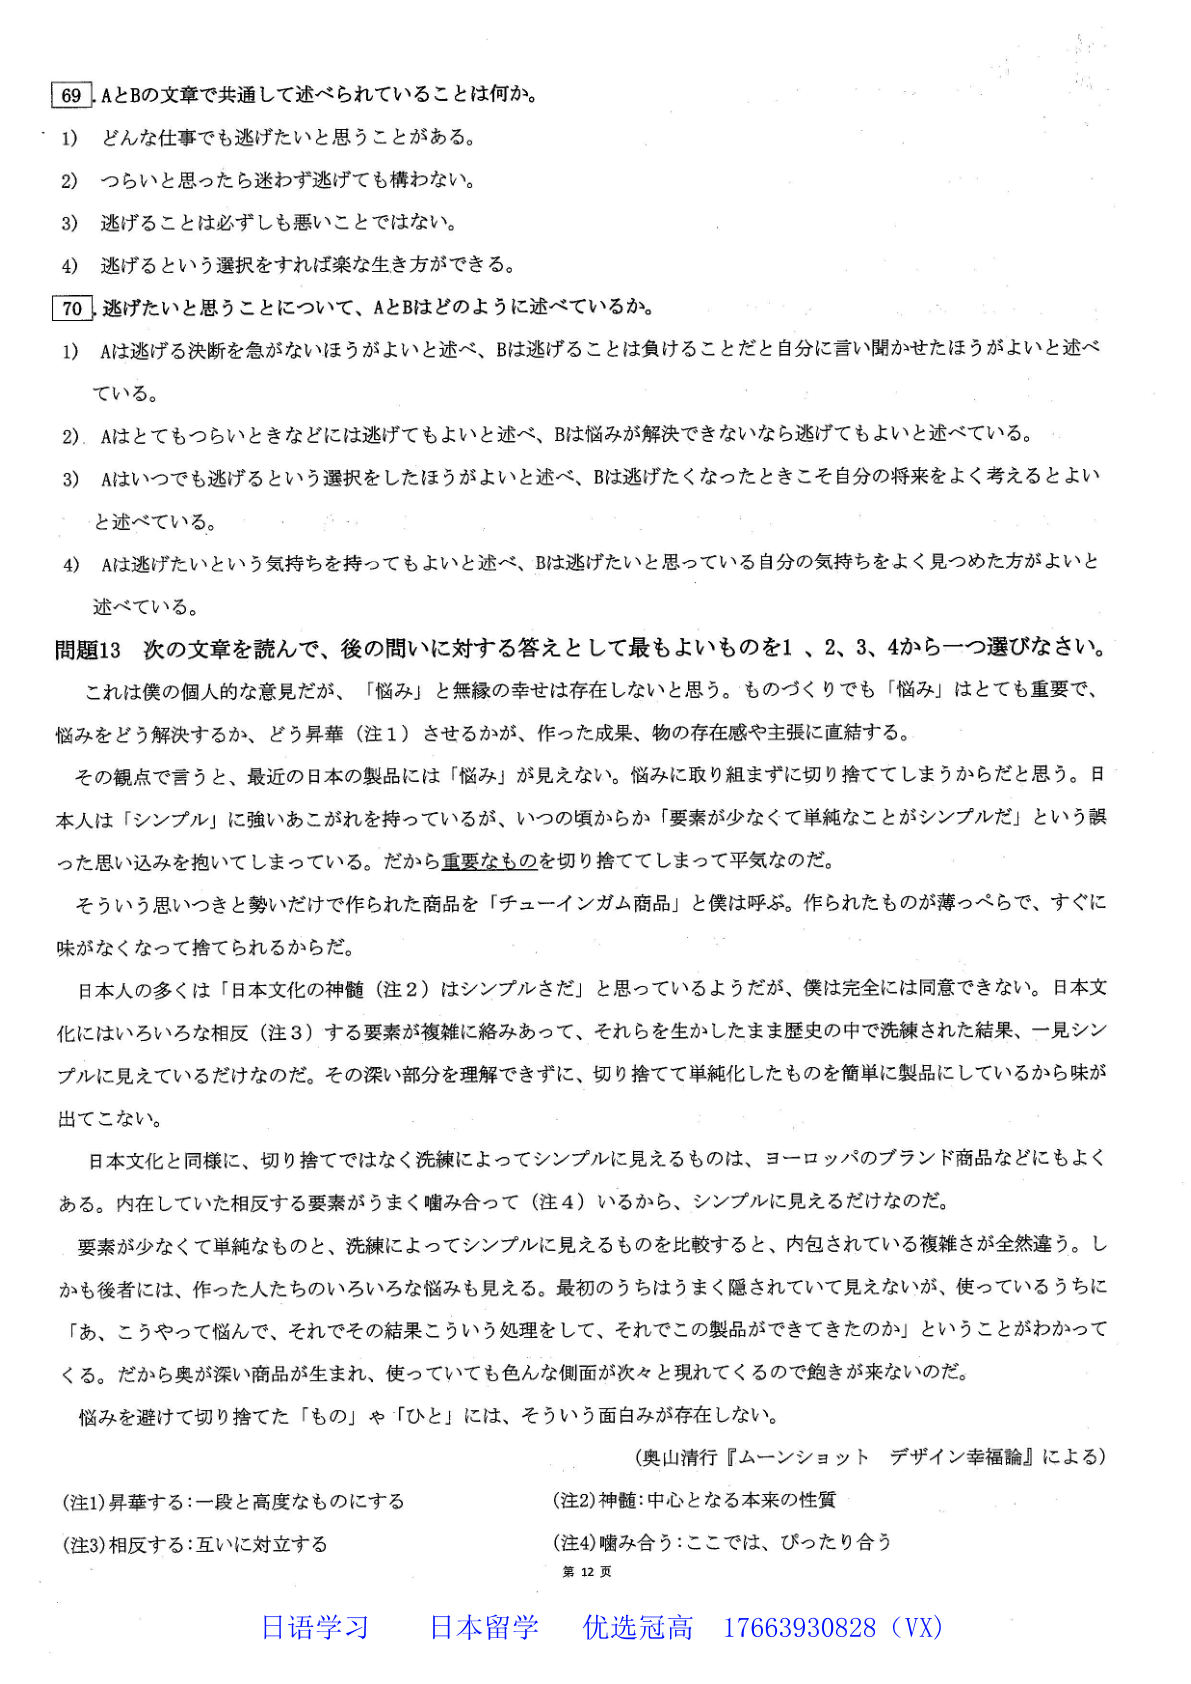 69.AとBの文章で共通して述べられていることは何か。
1)　どんな仕事でも逃げたいと思うことがある。
2)　つらいと思ったら迷わず逃げても構わない。
3)　逃げることは必ずしも悪いことではない。
4)　逃げるという選択をすれば楽な生き方ができる。
70.逃げたいと思うことについて、AとBはどのように述べているか。
1)　Aは逃げる決断を急がないほうがよいと述べ、Bは逃げることは負けることだと自分に言い聞かせたほうがよいと述べ
ている。
2)　Aはとてもつらいときなどには逃げてもよいと述べ、Bは悩みが解決できないなら逃げてもよいと述べている。
3)　Aはいつでも逃げるという選択をしたほうがよいと述べ、Bは逃げたくなったときこそ自分の将来をよく考えるとよい
と述べている。
4)　Aは逃げたいという気持ちを持ってもよいと述べ、Bは逃げたいと思っている自分の気持ちをよく見つめた方がよいと
述べている。
問題13　次の文章を読んで、後の問いに対する答えとして最もよいものを1 、2、3、4から一つ選びなさい。
これは僕の個人的な意見だが、「悩み」と無縁の幸せは存在しないと思う。ものづくりでも「悩み」はとても重要で、
悩みをどう解決するか、どう昇華（注１）させるかが、作った成果、物の存在感や主張に直結する。
その観点で言うと、最近の日本の製品には「悩み」が見えない。悩みに取り組まずに切り捨ててしまうからだと思う。日
本人は「シンプル」に強いあこがれを持っているが、いつの頃からか「要素が少なくて単純なことがシンプルだ」という誤
った思い込みを抱いてしまっている。だから重要なものを切り捨ててしまって平気なのだ。
そういう思いつきと勢いだけで作られた商品を「チューインガム商品」と僕は呼ぶ。作られたものが薄っぺらで、すぐに
味がなくなって捨てられるからだ。
日本人の多くは「日本文化の神髄（注２）はシンプルさだ」と思っているようだが、僕は完全には同意できない。日本文
化にはいろいろな相反（注３）する要素が複雑に絡みあって、それらを生かしたまま歴史の中で洗練された結果、一見シン
プルに見えているだけなのだ。その深い部分を理解できずに、切り捨てて単純化したものを簡単に製品にしているから味が
出てこない。
日本文化と同様に、切り捨てではなく洗練によってシンプルに見えるものは、ヨーロッパのブランド商品などにもよく
ある。内在していた相反する要素がうまく噛み合って（注４）いるから、シンプルに見えるだけなのだ。
要素が少なくて単純なものと、洗練によってシンプルに見えるものを比較すると、内包されている複雑さが全然違う。し
かも後者には、作った人たちのいろいろな悩みも見える。最初のうちはうまく隠されていて見えないが、使っているうちに
「あ、こうやって悩んで、それでその結果こういう処理をして、それでこの製品ができてきたのか」ということがわかって
くる。だから奥が深い商品が生まれ、使っていても色んな側面が次々と現れてくるので飽きが来ないのだ。
悩みを避けて切り捨てた「もの」ゃ「ひと」には、そういう面白みが存在しない。
（奥山清行『ムーンショット　デザイン幸福論』による）
(注1)昇華する：一段と高度なものにする　(注2)神髄：中心となる本来の性質
(注3)相反する：互いに対立する　(注4)噛み合う：ここでは、ぴったり合う
第 12 页
日语学习　日本留学　优选冠高　17663930828（VX）